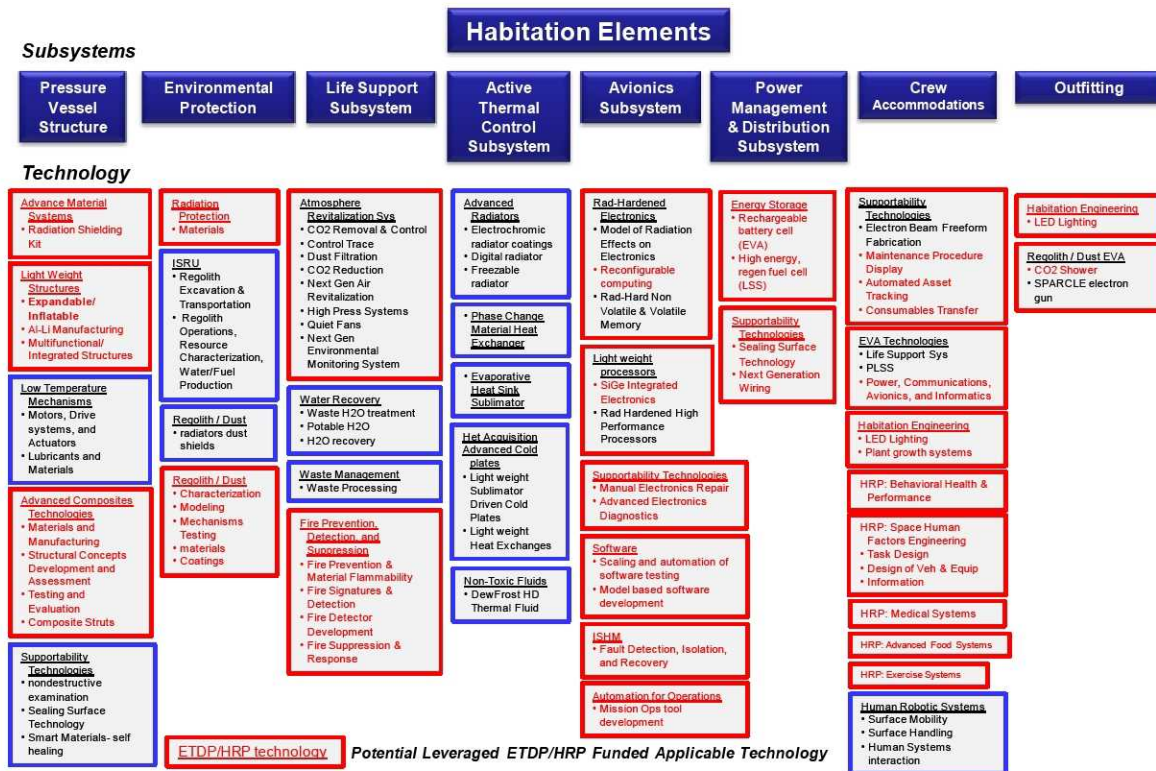 Habitation Elements
Subsystems
Pressure
Vessel
Structure
Environmental
Protection
Life Support
Subsystem
Active
Thermal
Control
Subsystem
Avionics
Subsystem
Power
Management
& Distribution
Subsystem
Crew
Accommodations
Outfitting
Technology
Advance Material
Systems
• Radiation Shielding
Kit
Light Weight
Structures
• Expandable/
Inflatable
• Al-Li Manufacturing
• Multifunctional/
Integrated Structures
Low Temperature
Mechanisms
• Motors, Drive
systems, and
Actuators
• Lubricants and
Materials
Advanced Composites
Technologies
• Materials and
Manufacturing
• Structural Concepts
Development and
Assessment
• Testing and
Evaluation
• Composite Struts
Supportability
Technologies
• nondestructive
examination
• Sealing Surface
Technology
• Smart Materials- self
healing
Radiation
Protection
• Materials
ISRU
• Regolith
Excavation &
Transportation
• Regolith
Operations,
Resource
Characterization,
Water/Fuel
Production
Regolith / Dust
• radiators dust
shields
Regolith / Dust
• Characterization
• Modeling
• Mechanisms
Testing
• materials
• Coatings
Atmosphere
Revitalization Sys
• CO2 Removal & Control
• Control Trace
• Dust Filtration
• CO2 Reduction
• Next Gen Air
Revitalization
• High Press Systems
• Quiet Fans
• Next Gen
Environmental
Monitoring System
Water Recovery
• Waste H2O treatment
• Potable H2O
• H2O recovery
Waste Management
• Waste Processing
Fire Prevention,
Detection, and
Suppression
• Fire Prevention &
Material Flammability
• Fire Signatures &
Detection
• Fire Detector
Development
• Fire Suppression &
Response
Advanced
Radiators
• Electrochromic
radiator coatings
• Digital radiator
• Freezable
radiator
• Phase Change
Material Heat
Exchanger
• Evaporative
Heat Sink
Sublimator
Het Acquisition
Advanced Cold
plates
• Light weight
Sublimator
Driven Cold
Plates
• Light weight
Heat Exchanges
Non-Toxic Fluids
• DewFrost HD
Thermal Fluid
Rad-Hardened
Electronics
• Model of Radiation
Effects on
Electronics
• Reconfigurable
computing
• Rad-Hard Non
Volatile & Volatile
Memory
Light weight
processors
• SiGe Integrated
Electronics
• Rad Hardened High
Performance
Processors
Supportability Technologies
• Manual Electronics Repair
• Advanced Electronics
Diagnostics
Software
• Scaling and automation of
software testing
• Model based software
development
ISHM
• Fault Detection, Isolation,
and Recovery
Automation for Operations
• Mission Ops tool
development
Energy Storage
• Rechargeable
battery cell
(EVA)
• High energy,
regen fuel cell
(LSS)
Supportability
Technologies
• Sealing Surface
Technology
• Next Generation
Wiring
Supportability
Technologies
• Electron Beam Freeform
Fabrication
• Maintenance Procedure
Display
• Automated Asset
Tracking
• Consumables Transfer
EVA Technologies
• Life Support Sys
• PLSS
• Power, Communications,
Avionics, and Informatics
Habitation Engineering
• LED Lighting
• Plant growth systems
HRP: Behavioral Health &
Performance
HRP: Space Human
Factors Engineering
• Task Design
• Design of Veh & Equip
• Information
HRP: Medical Systems
HRP: Advanced Food Systems
HRP: Exercise Systems
Human Robotic Systems
• Surface Mobility
• Surface Handling
• Human Systems
interaction
Habitation Engineering
• LED Lighting
Regolith / Dust EVA
• CO2 Shower
• SPARCLE electron
gun
ETDP/HRP technology
Potential Leveraged ETDP/HRP Funded Applicable Technology